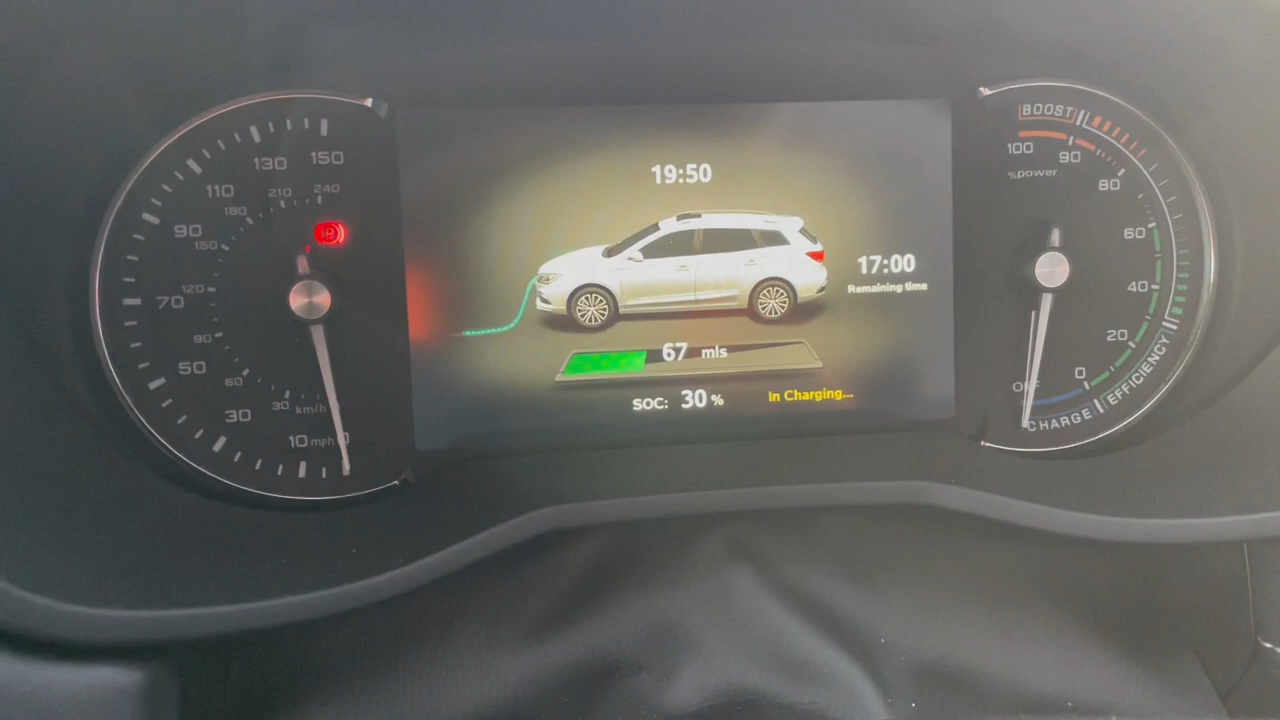 150
130
110
240
210
180
90
150
70
120
90
50
60
30
30 km/h
10 mph
19:50
17:00
Remaining time
67 mls
SOC: 30 %
In Charging...
BOOST
100
90
%power
80
60
40
20
0
CHARGE
EFFICIENCY